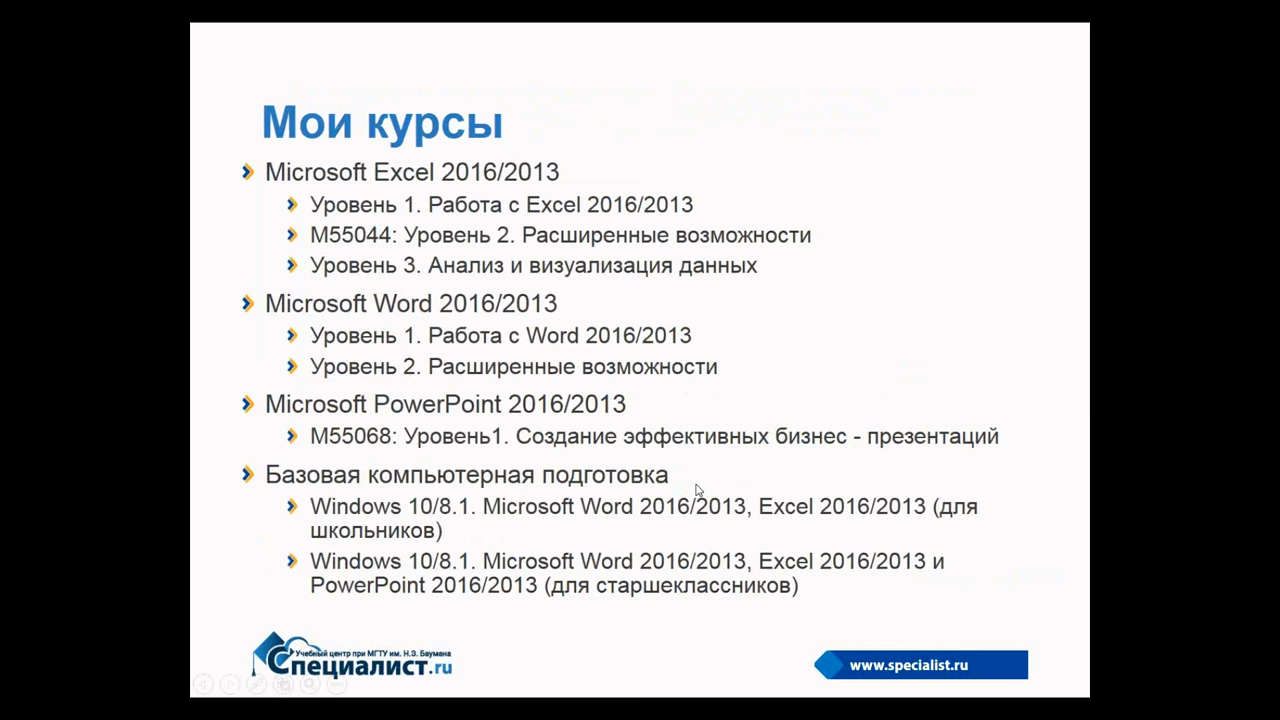 Мои курсы
Microsoft Excel 2016/2013
Уровень 1. Работа с Excel 2016/2013
М55044: Уровень 2. Расширенные возможности
Уровень 3. Анализ и визуализация данных
Microsoft Word 2016/2013
Уровень 1. Работа с Word 2016/2013
Уровень 2. Расширенные возможности
Microsoft PowerPoint 2016/2013
М55068: Уровень1. Создание эффективных бизнес - презентаций
Базовая компьютерная подготовка
Windows 10/8.1. Microsoft Word 2016/2013, Excel 2016/2013 (для
школьников)
Windows 10/8.1. Microsoft Word 2016/2013, Excel 2016/2013 и
PowerPoint 2016/2013 (для старшеклассников)
Учебный центр при МГТУ им. Н.Э. Баумана
Специалист.ru
www.specialist.ru